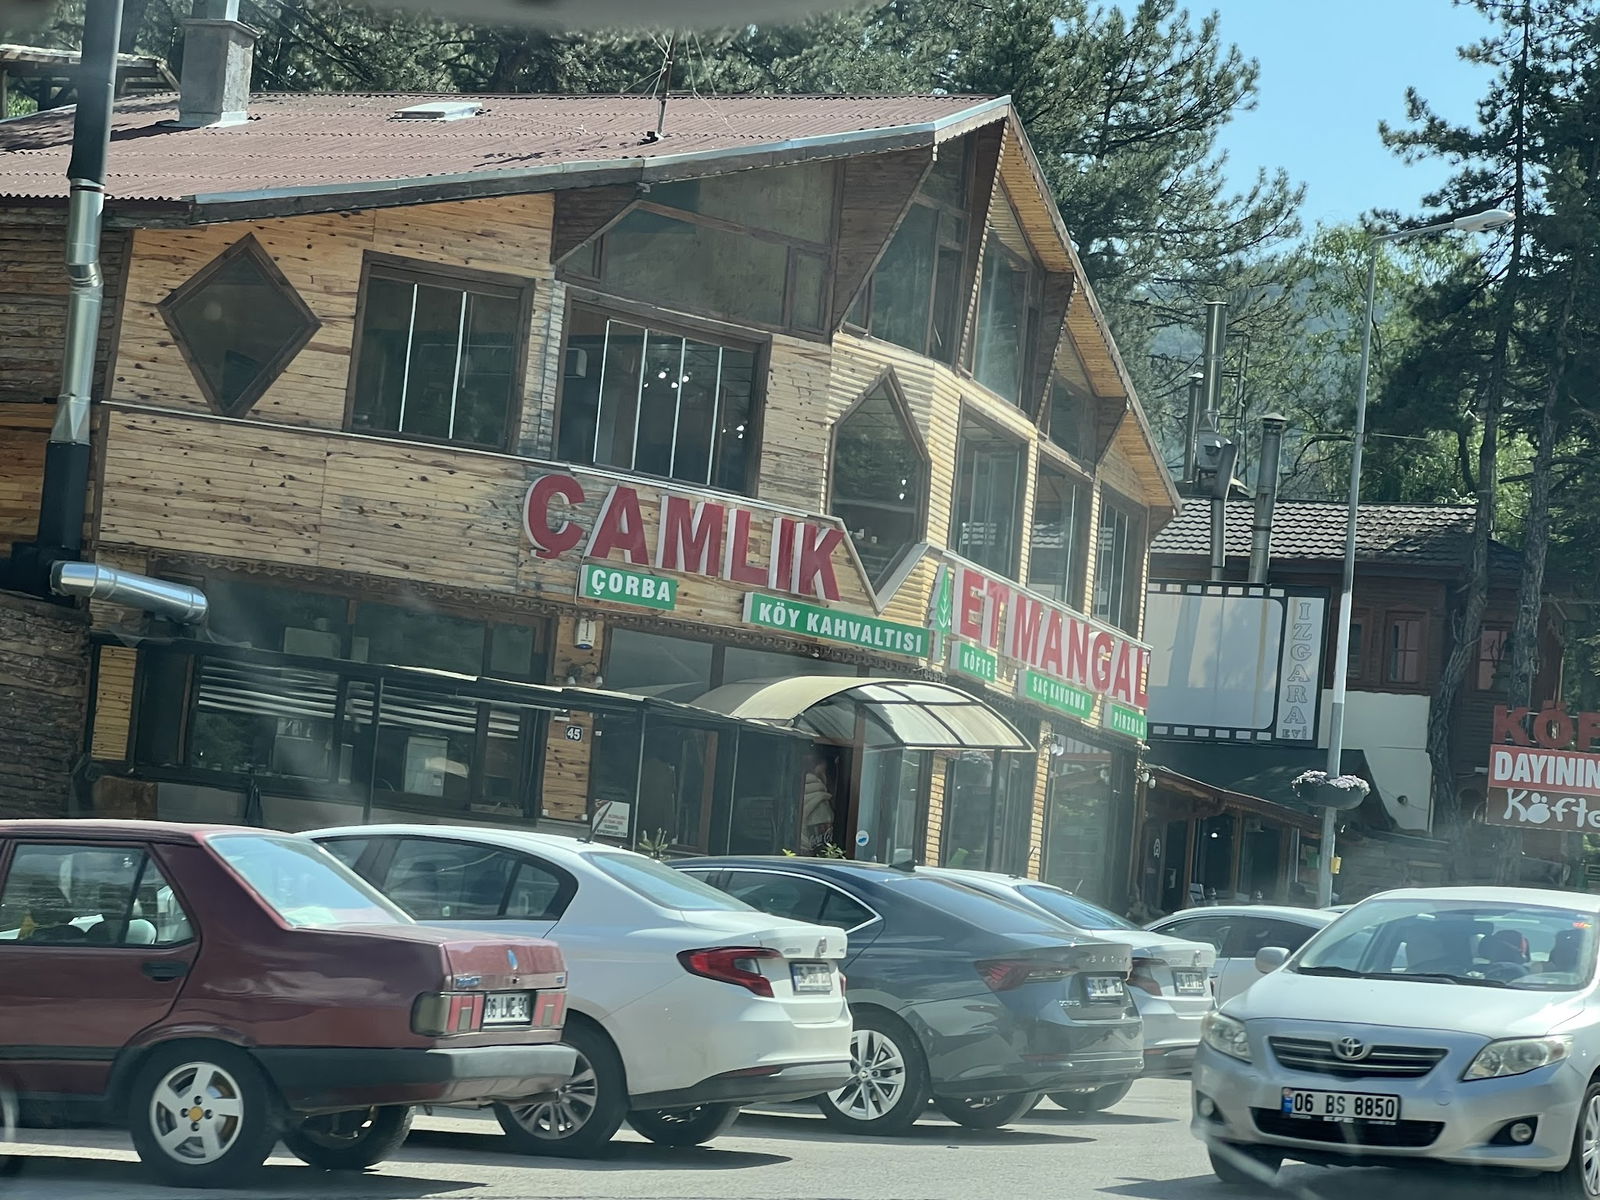 ÇAMLIK
ÇORBA
KÖY KAHVALTISI
ET MANGAL
KÖFTE
SAÇ KAVURMA
PİRZOLA
IZGARA
EVİ
DAYININ
Köfte
45
06 BS 8850